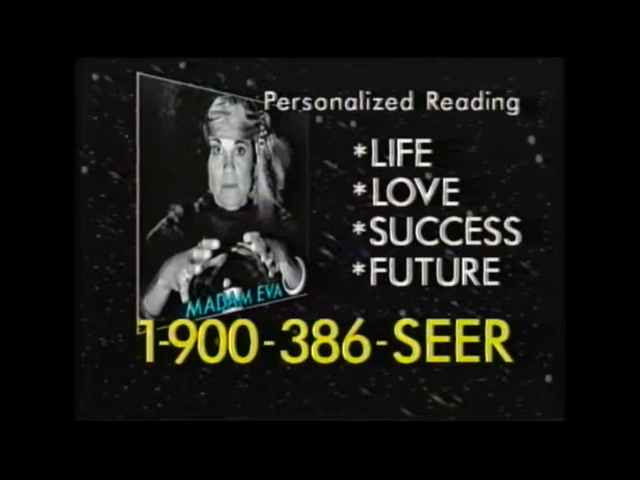 Personalized Reading
*LIFE
*LOVE
*SUCCESS
*FUTURE
MADAM EVA
1-900-386-SEER